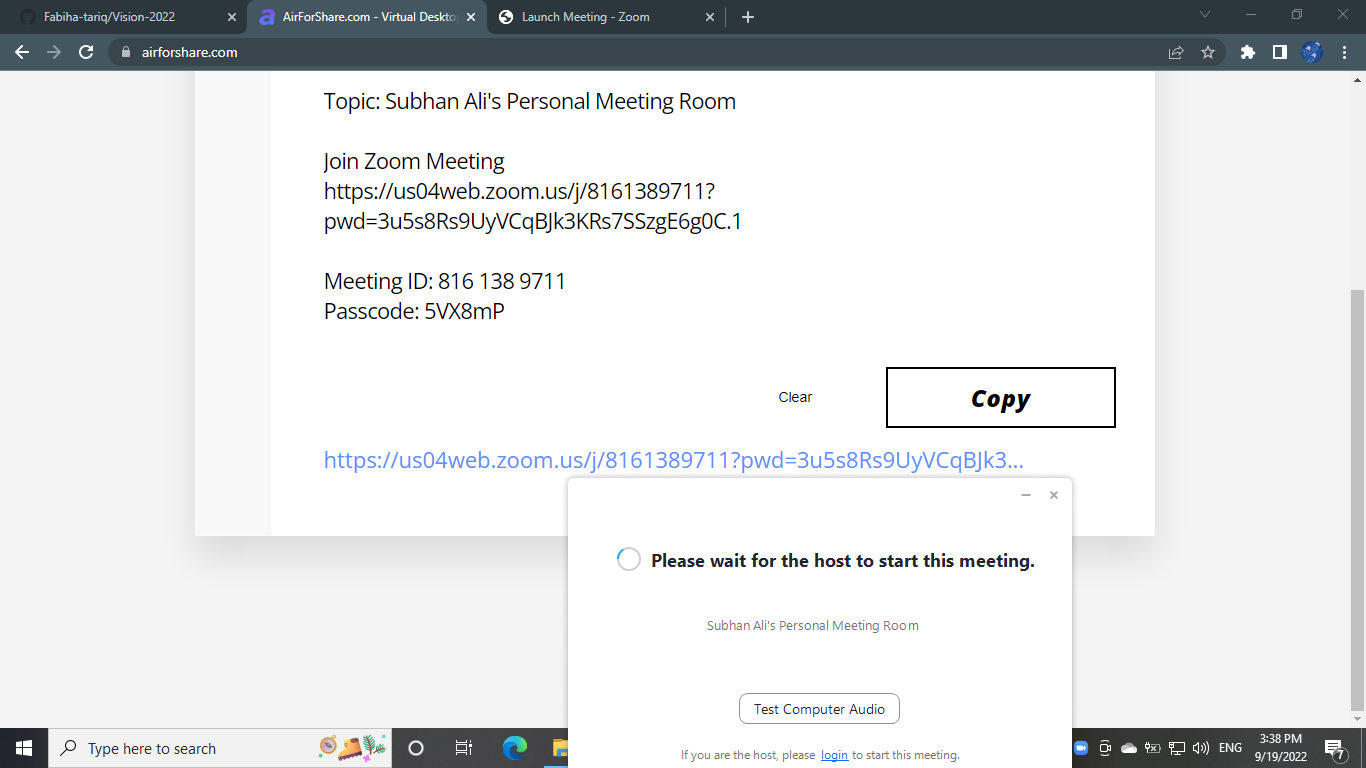 Fabiha-tariq/Vision-2022
AirForShare.com - Virtual Deskto
Launch Meeting - Zoom
airforshare.com
Topic: Subhan Ali's Personal Meeting Room
Join Zoom Meeting
https://us04web.zoom.us/j/8161389711?
pwd=3u5s8Rs9UyVCqBJk3KRs7SSzgE6g0C.1
Meeting ID: 816 138 9711
Passcode: 5VX8mP
Clear
Copy
https://us04web.zoom.us/j/8161389711?pwd=3u5s8Rs9UyVCqBJk3...
Please wait for the host to start this meeting.
Subhan Ali's Personal Meeting Room
Test Computer Audio
If you are the host, please login to start this meeting.
Type here to search
ENG
3:38 PM
9/19/2022
7